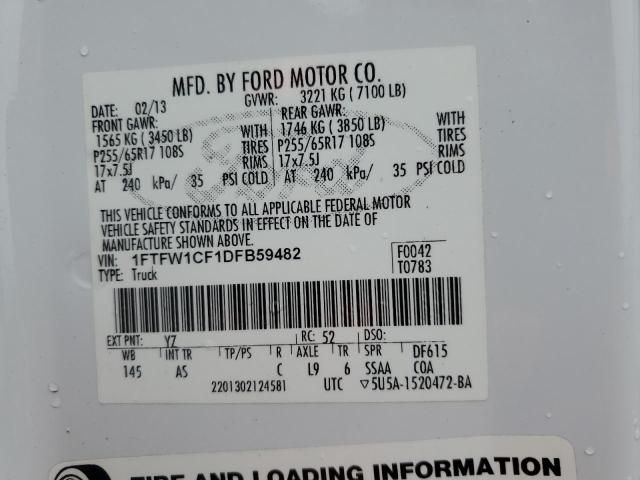 MFD. BY FORD MOTOR CO.
DATE: 02/13 GVWR: 3221 KG ( 7100 LB)
FRONT GAWR: REAR GAWR:
1565 KG ( 3450 LB) WITH 1746 KG ( 3850 LB) WITH
P255/65R17 108S TIRES P255/65R17 108S TIRES
17x7.5J RIMS 17x7.5J RIMS
AT 240 kPa/ 35 PSI COLD AT 240 kPa/ 35 PSI COLD
THIS VEHICLE CONFORMS TO ALL APPLICABLE FEDERAL MOTOR
VEHICLE SAFETY STANDARDS IN EFFECT ON THE DATE OF
MANUFACTURE SHOWN ABOVE.
VIN: 1FTFW1CF1DFB59482 F0042
TYPE: Truck T0783
EXT PNT: YZ RC: 52 DSO:
WB INT TR TP/PS R AXLE TR SPR DF615
145 AS C L9 6 SSAA COA
2201302124581 UTC ▽5U5A-1520472-BA
TIRE AND LOADING INFORMATION